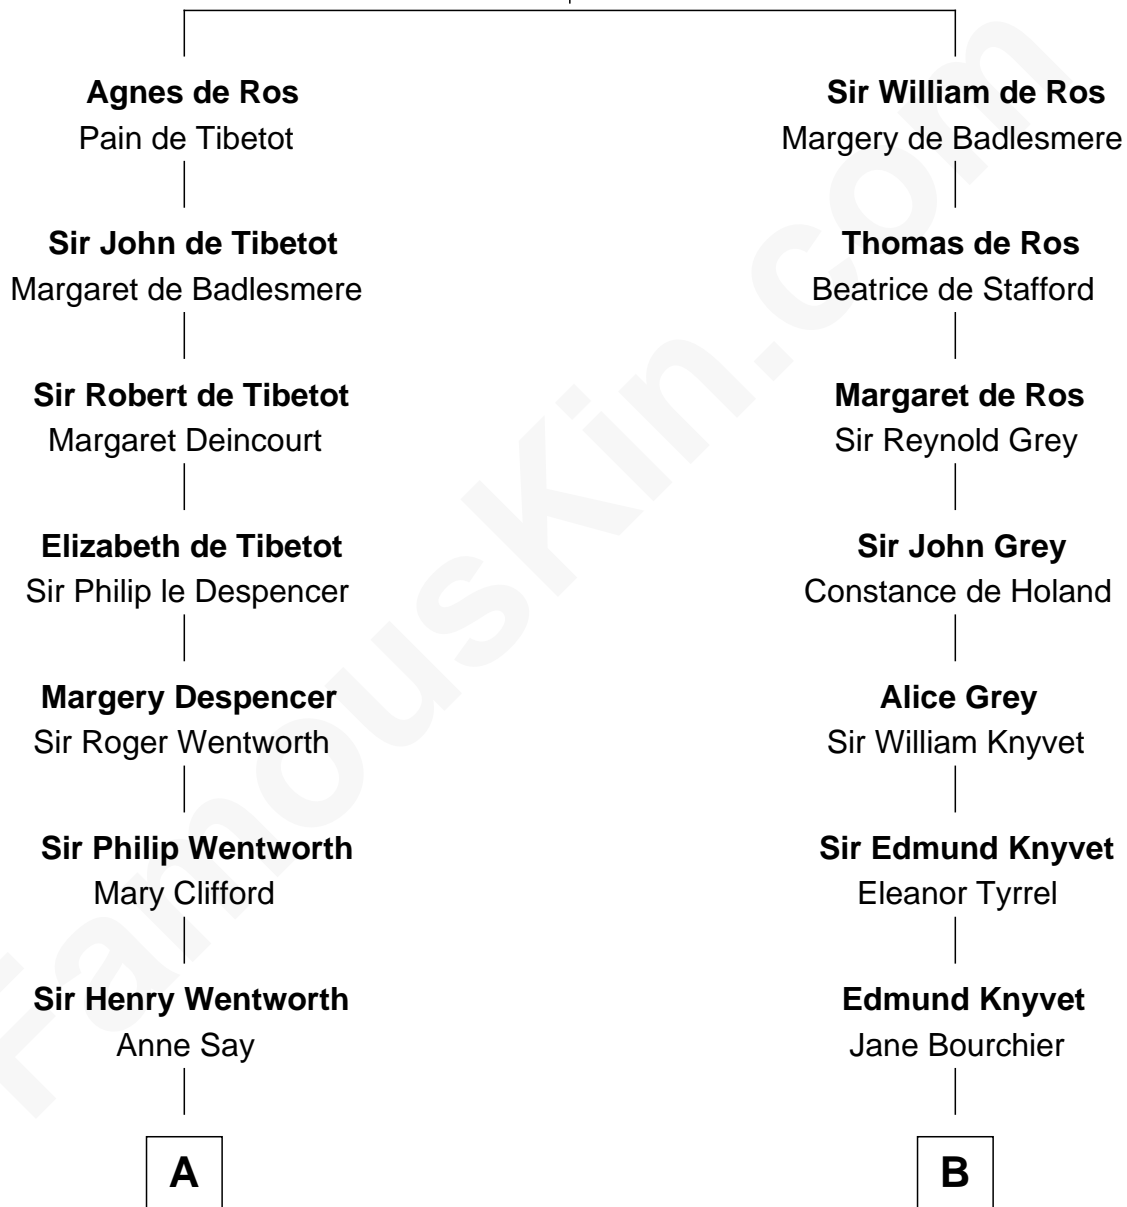 Agnes de Ros
Pain de Tibetot
Sir John de Tibetot
Margaret de Badlesmere
Sir Robert de Tibetot
Margaret Deincourt
Elizabeth de Tibetot
Sir Philip le Despencer
Margery Despencer
Sir Roger Wentworth
Sir Philip Wentworth
Mary Clifford
Sir Henry Wentworth
Anne Say
A
Sir William de Ros
Margery de Badlesmere
Thomas de Ros
Beatrice de Stafford
Margaret de Ros
Sir Reynold Grey
Sir John Grey
Constance de Holand
Alice Grey
Sir William Knyvet
Sir Edmund Knyvet
Eleanor Tyrrel
Edmund Knyvet
Jane Bourchier
B
FamousKin.com